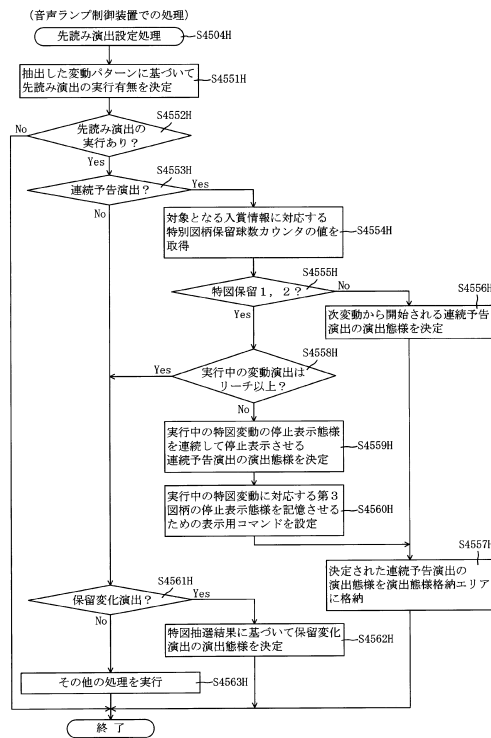 （音声ランプ制御装置での処理）
先読み演出設定処理
S4504H
抽出した変動パターンに基づいて
先読み演出の実行有無を決定
S4551H
先読み演出の
実行あり？
S4552H
No
Yes
連続予告演出？
S4553H
Yes
No
対象となる入賞情報に対応する
特別図柄保留球数カウンタの値を
取得
S4554H
特図保留１，２？
S4555H
No
Yes
次変動から開始される連続予告
演出の演出態様を決定
S4556H
実行中の変動演出は
リーチ以上？
S4558H
Yes
No
実行中の特図変動の停止表示態様
を連続して停止表示させる
連続予告演出の演出態様を決定
S4559H
実行中の特図変動に対応する第３
図柄の停止表示態様を記憶させる
ための表示用コマンドを設定
S4560H
決定された連続予告演出の
演出態様を演出態様格納エリア
に格納
S4557H
保留変化演出？
S4561H
Yes
No
特図抽選結果に基づいて保留変化
演出の演出態様を決定
S4562H
その他の処理を実行
S4563H
終了